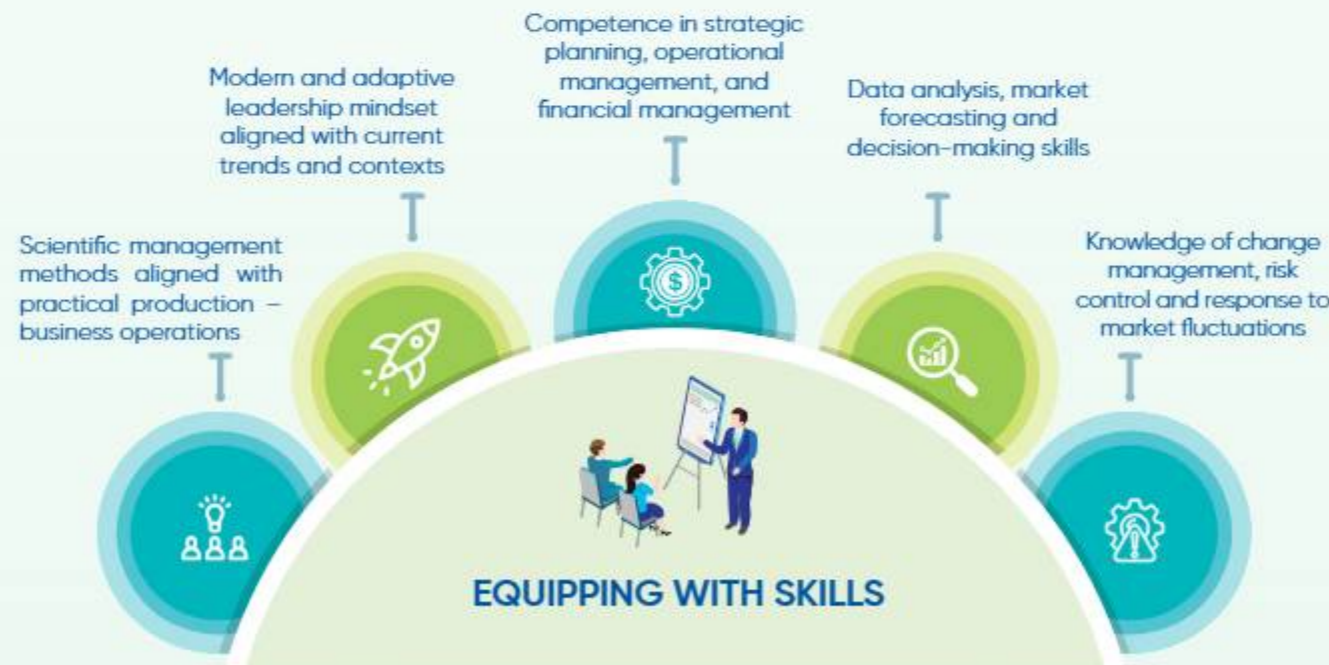 Scientific management
methods aligned with
practical production –
business operations
Modern and adaptive
leadership mindset
aligned with current
trends and contexts
Competence in strategic
planning, operational
management, and
financial management
Data analysis, market
forecasting and
decision-making skills
Knowledge of change
management, risk
control and response to
market fluctuations
$
EQUIPPING WITH SKILLS